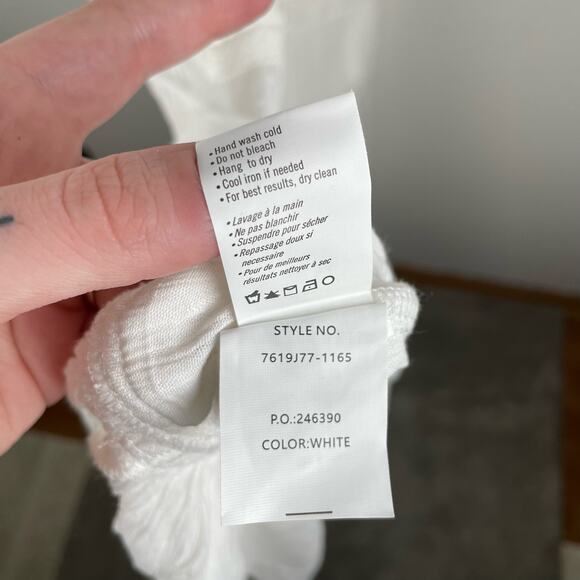 • Hand wash cold
• Do not bleach
• Hang to dry
• Cool iron if needed
• For best results, dry clean
• Lavage à la main
• Ne pas blanchir
• Suspendre pour sécher
• Repassage doux si
nécessaire
• Pour de meilleurs
résultats nettoyer à sec
STYLE NO.
7619J77-1165
P.O.:246390
COLOR:WHITE